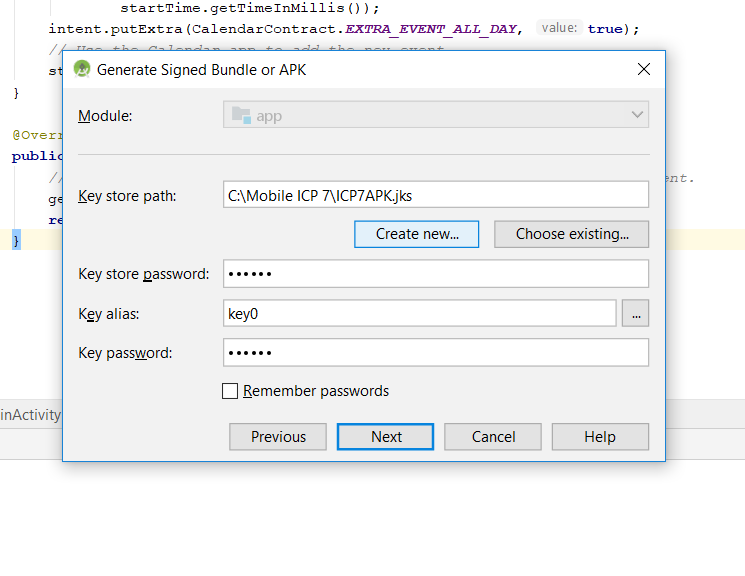 startTime.getTimeInMillis());
intent.putExtra(CalendarContract.EXTRA_EVENT_ALL_DAY, value: true);
// Use the Calendar app to add the new event
st
}
Generate Signed Bundle or APK
Module: app
@Over
public
//
ent.
ge
re
}
Key store path: C:\Mobile ICP 7\ICP7APK.jks
Create new... Choose existing...
Key store password: ••••••
Key alias: key0 ...
Key password: ••••••
Remember passwords
inActivity
Previous Next Cancel Help